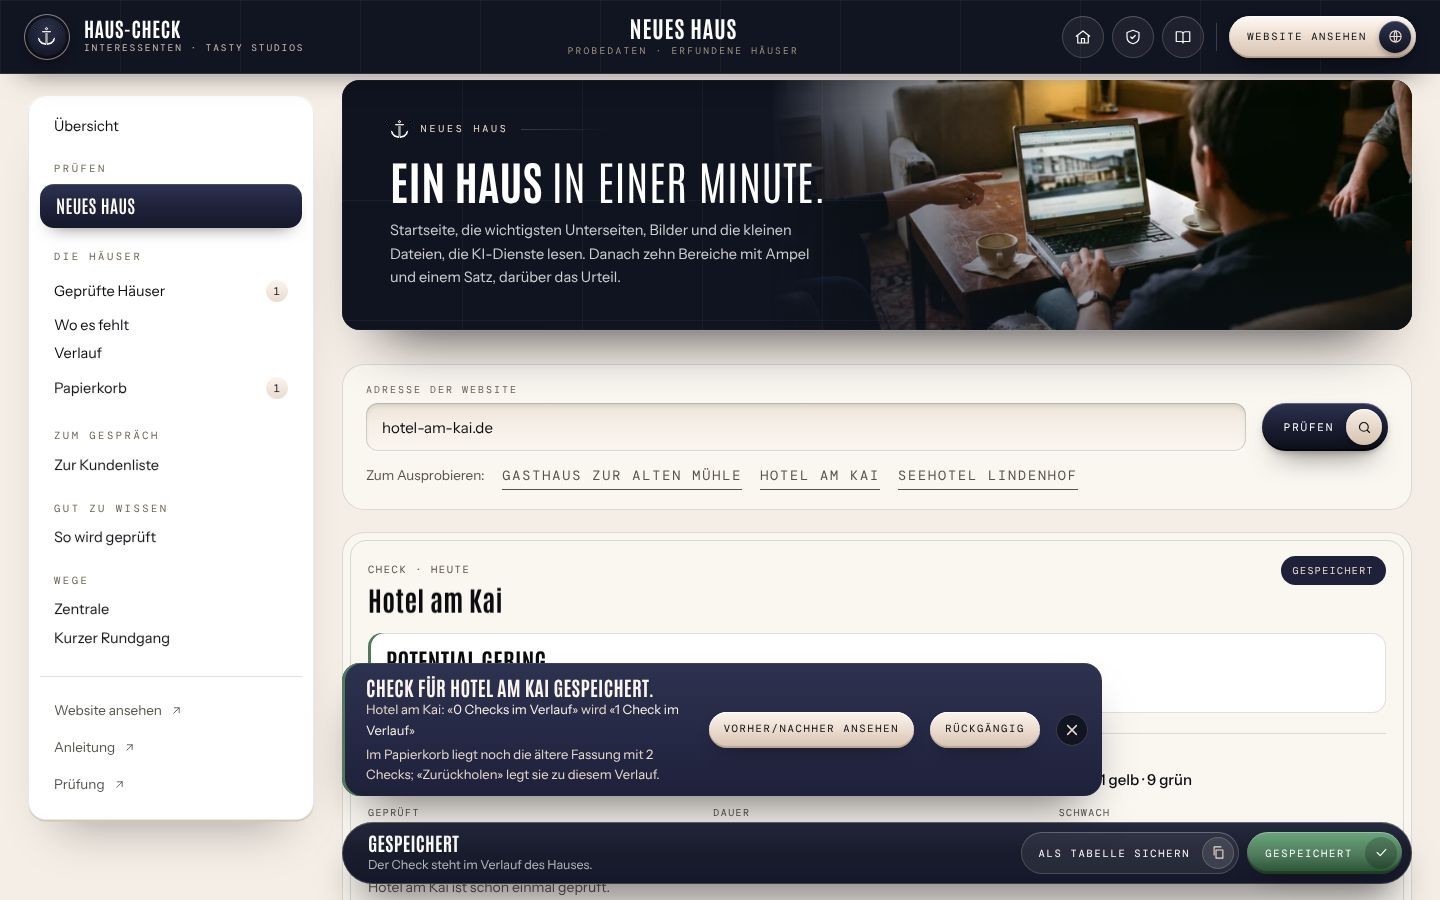 HAUS-CHECK
INTERESSENTEN · TASTY STUDIOS
NEUES HAUS
PROBEDATEN · ERFUNDENE HÄUSER
WEBSITE ANSEHEN
Übersicht
PRÜFEN
NEUES HAUS
DIE HÄUSER
Geprüfte Häuser 1
Wo es fehlt
Verlauf
Papierkorb 1
ZUM GESPRÄCH
Zur Kundenliste
GUT ZU WISSEN
So wird geprüft
WEGE
Zentrale
Kurzer Rundgang
Website ansehen
Anleitung
Prüfung
NEUES HAUS
EIN HAUS IN EINER MINUTE.
Startseite, die wichtigsten Unterseiten, Bilder und die kleinen
Dateien, die KI-Dienste lesen. Danach zehn Bereiche mit Ampel
und einem Satz, darüber das Urteil.
ADRESSE DER WEBSITE
hotel-am-kai.de
PRÜFEN
Zum Ausprobieren: GASTHAUS ZUR ALTEN MÜHLE HOTEL AM KAI SEEHOTEL LINDENHOF
CHECK · HEUTE
GESPEICHERT
Hotel am Kai
POTENTIAL GERING
CHECK FÜR HOTEL AM KAI GESPEICHERT.
Hotel am Kai: «0 Checks im Verlauf» wird «1 Check im
Verlauf»
Im Papierkorb liegt noch die ältere Fassung mit 2
Checks; «Zurückholen» legt sie zu diesem Verlauf.
VORHER/NACHHER ANSEHEN
RÜCKGÄNGIG
1 gelb · 9 grün
GEPRÜFT
DAUER
SCHWACH
GESPEICHERT
Der Check steht im Verlauf des Hauses.
ALS TABELLE SICHERN
GESPEICHERT
Hotel am Kai ist schon einmal geprüft.